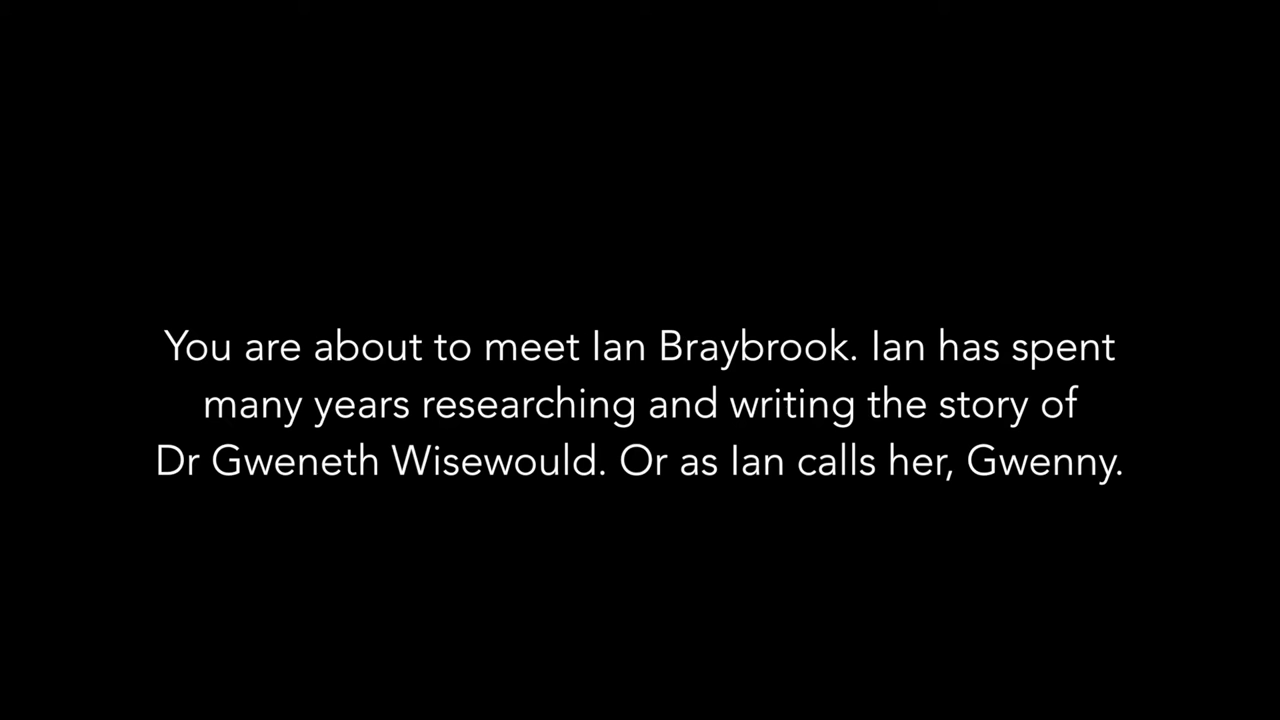 You are about to meet Ian Braybrook. Ian has spent
many years researching and writing the story of
Dr Gweneth Wisewould. Or as Ian calls her, Gwenny.